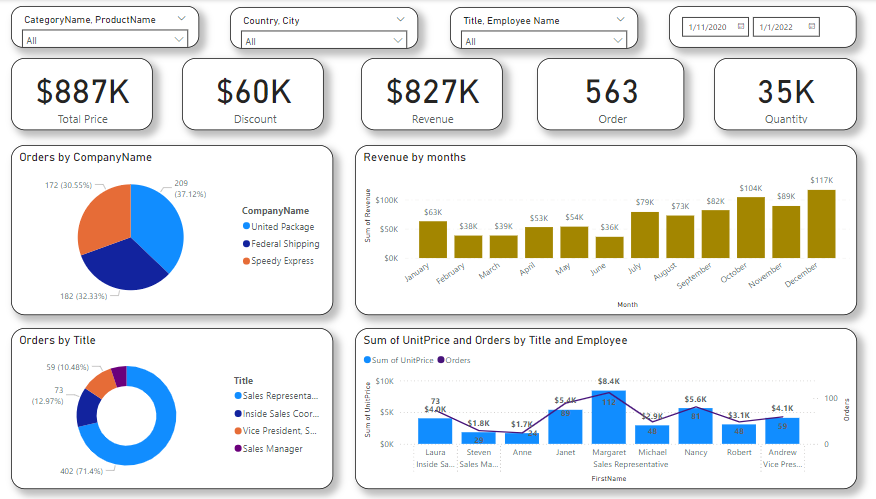 CategoryName, ProductName
All
Country, City
All
Title, Employee Name
All
1/11/2020
1/1/2022
$887K
Total Price
$60K
Discount
$827K
Revenue
563
Order
35K
Quantity
Orders by CompanyName
172 (30.55%)
209
(37.12%)
182 (32.33%)
CompanyName
United Package
Federal Shipping
Speedy Express
Revenue by months
Sum of Revenue
$100K
$50K
$0K
$63K
$38K
$39K
$53K
$54K
$36K
$79K
$73K
$82K
$104K
$89K
$117K
January
February
March
April
May
June
July
August
September
October
November
December
Month
Orders by Title
59 (10.48%)
73
(12.97%)
402 (71.4%)
Title
Sales Representa...
Inside Sales Coor...
Vice President, S...
Sales Manager
Sum of UnitPrice and Orders by Title and Employee
Sum of UnitPrice
Orders
Sum of UnitPrice
$10K
$5K
$0K
73
$4.0K
$1.8K
29
$1.7K
24
$5.4K
$8.4K
112
$2.9K
48
$5.6K
81
$3.1K
48
$4.1K
59
100
0
Orders
Laura
Steven
Anne
Janet
Margaret
Michael
Nancy
Robert
Andrew
Inside Sa...
Sales Ma...
Sales Representative
Vice Pres...
FirstName